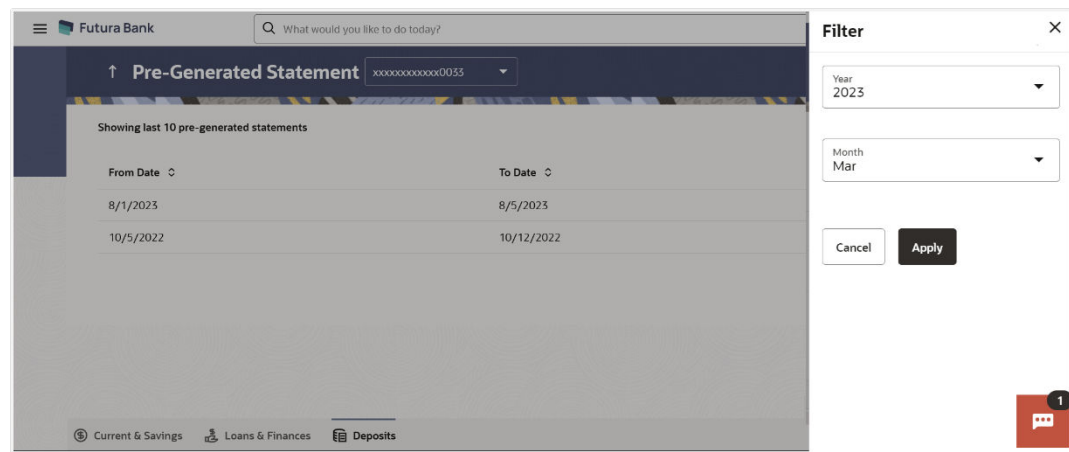 Futura Bank
What would you like to do today?
Pre-Generated Statement xxxxxxxxxxxx0033
Showing last 10 pre-generated statements
From Date To Date
8/1/2023 8/5/2023
10/5/2022 10/12/2022
Current & Savings Loans & Finances Deposits
Filter
Year
2023
Month
Mar
Cancel Apply
1